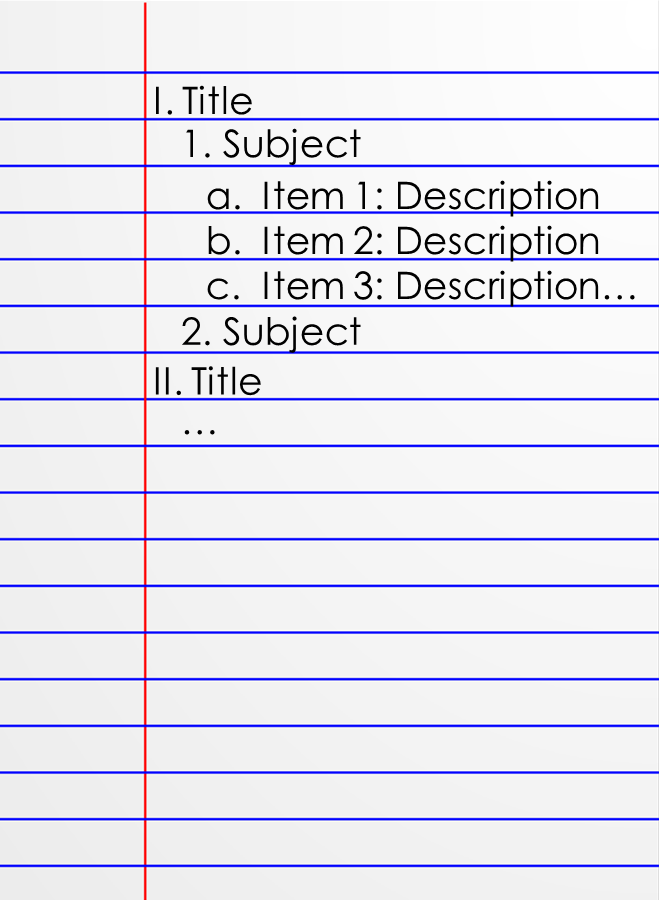 I. Title
1. Subject
a. Item 1: Description
b. Item 2: Description
c. Item 3: Description...
2. Subject
II. Title
...